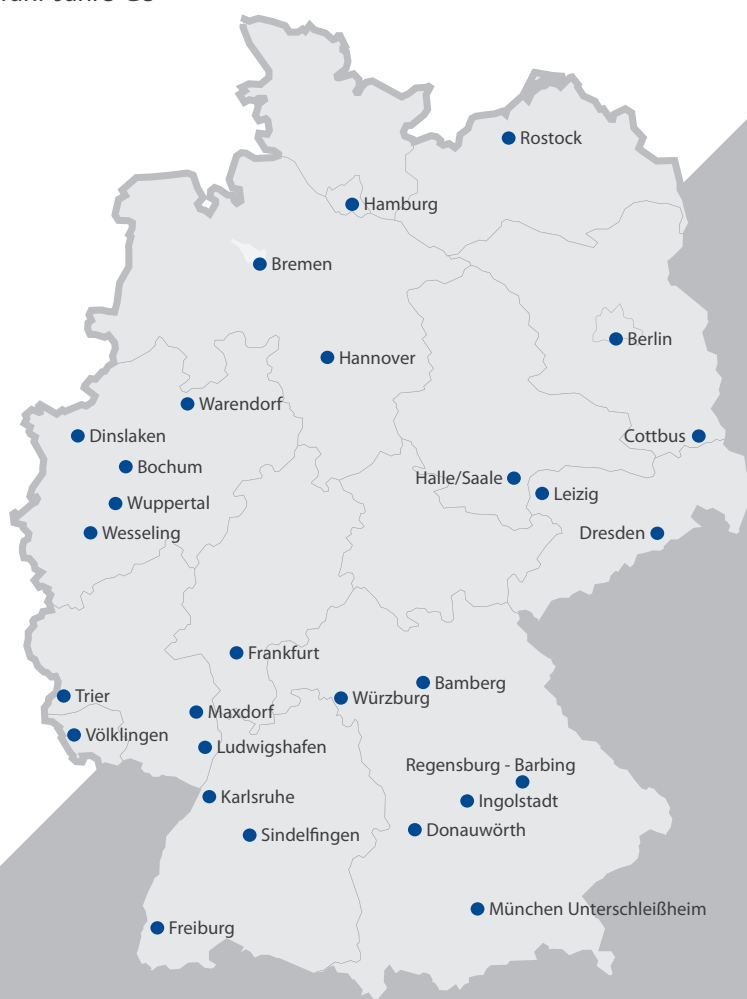 Rostock
Hamburg
Bremen
Berlin
Hannover
Warendorf
Dinslaken
Cottbus
Bochum
Halle/Saale
Leizig
Wuppertal
Wesseling
Dresden
Frankfurt
Bamberg
Trier
Würzburg
Maxdorf
Völklingen
Ludwigshafen
Regensburg - Barbing
Karlsruhe
Ingolstadt
Sindelfingen
Donauwörth
München Unterschleißheim
Freiburg